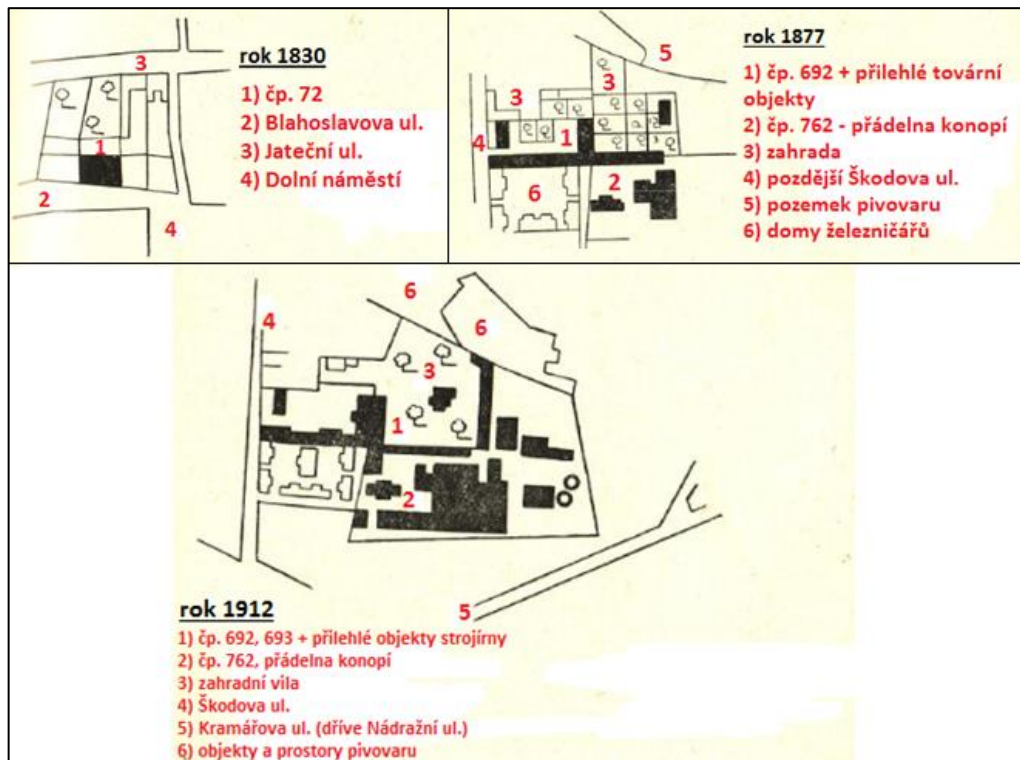 rok 1830
1) čp. 72
2) Blahoslavova ul.
3) Jateční ul.
4) Dolní náměstí
3
1
2
4
rok 1877
1) čp. 692 + přilehlé tovární
objekty
2) čp. 762 - přádelna konopí
3) zahrada
4) pozdější Škodova ul.
5) pozemek pivovaru
6) domy železničářů
5
3
3
4
1
6
2
6
4
6
3
1
2
5
rok 1912
1) čp. 692, 693 + přilehlé objekty strojírny
2) čp. 762, přádelna konopí
3) zahradní vila
4) Škodova ul.
5) Kramářova ul. (dříve Nádražní ul.)
6) objekty a prostory pivovaru